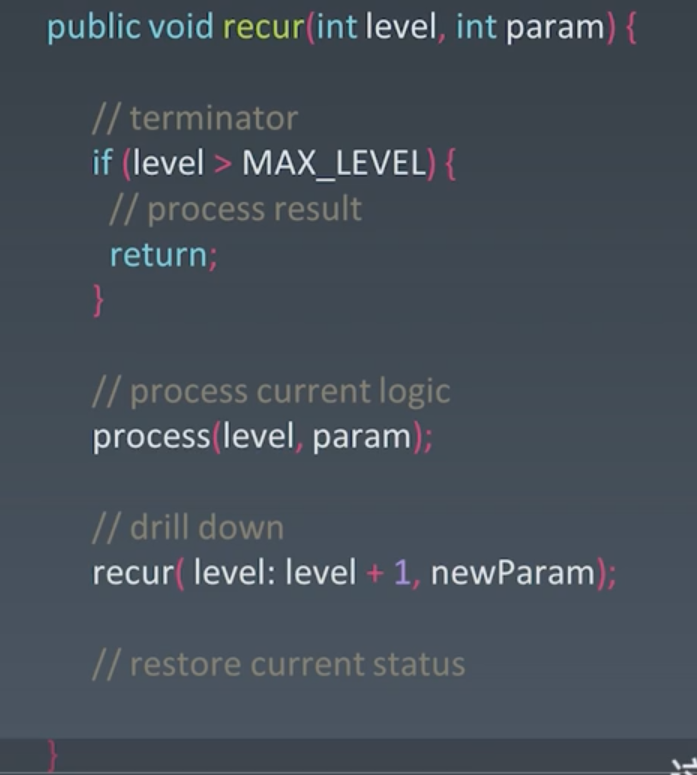 public void recur(int level, int param) {
// terminator
if (level > MAX_LEVEL) {
// process result
return;
}
// process current logic
process(level, param);
// drill down
recur( level: level + 1, newParam);
// restore current status
}